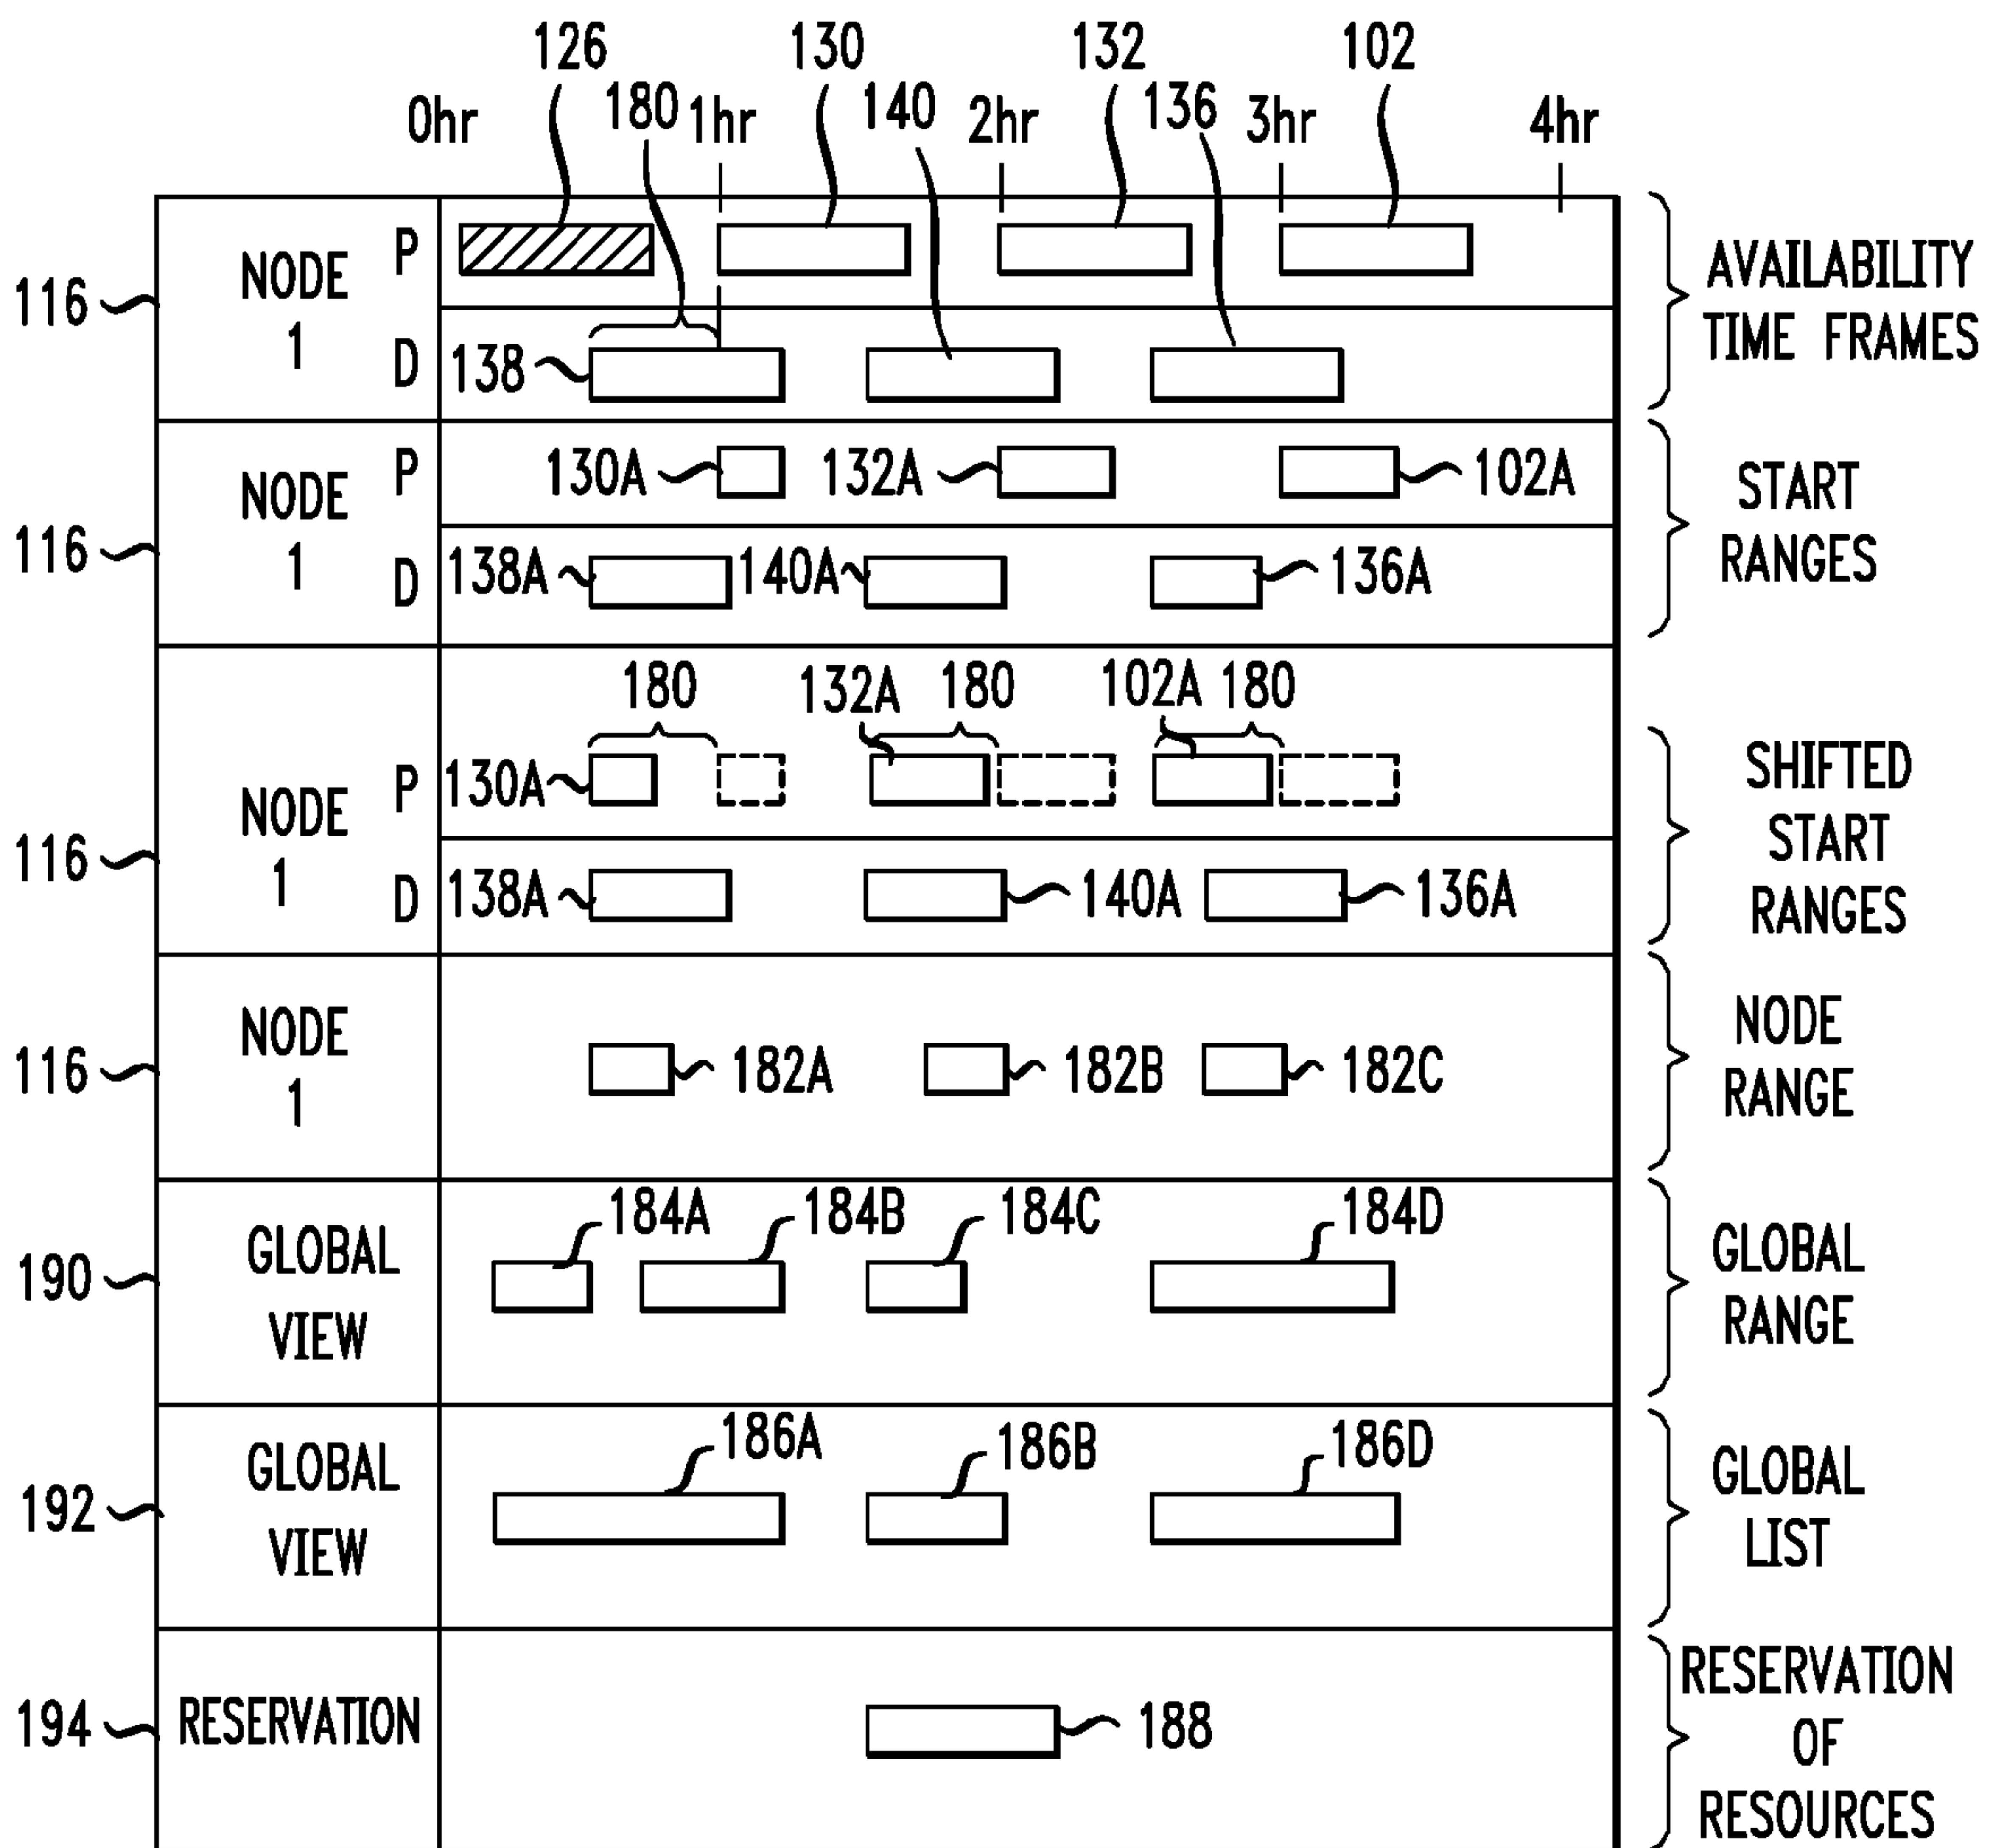 126 130 132 102
0hr 180 1hr 140 2hr 136 3hr 4hr
116 NODE 1 P
D 138
AVAILABILITY
TIME FRAMES
116 NODE 1 P 130A 132A 102A
D 138A 140A 136A
START
RANGES
180 132A 180 102A 180
116 NODE 1 P 130A
D 138A 140A 136A
SHIFTED
START
RANGES
116 NODE 1 182A 182B 182C
NODE
RANGE
184A 184B 184C 184D
190 GLOBAL
VIEW
GLOBAL
RANGE
186A 186B 186D
192 GLOBAL
VIEW
GLOBAL
LIST
194 RESERVATION 188
RESERVATION
OF
RESOURCES